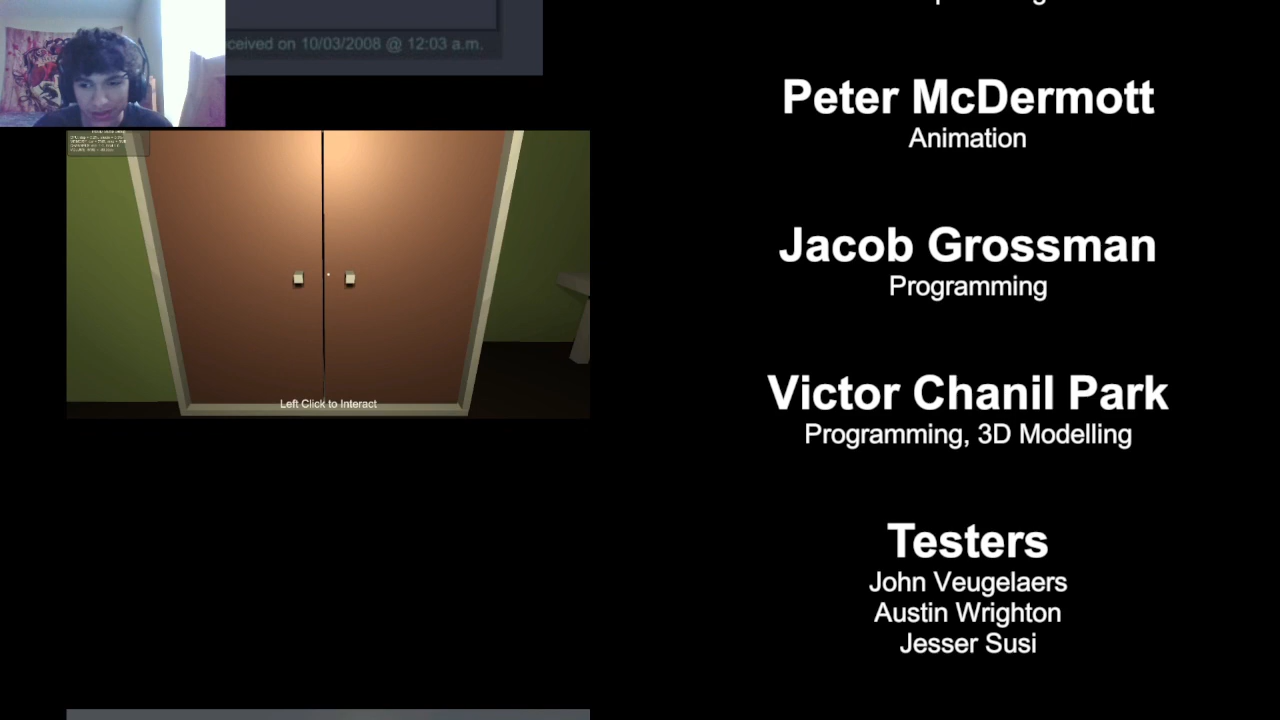 ceived on 10/03/2008 @ 12:03 a.m.
Left Click to Interact
Peter McDermott
Animation
Jacob Grossman
Programming
Victor Chanil Park
Programming, 3D Modelling
Testers
John Veugelaers
Austin Wrighton
Jesser Susi